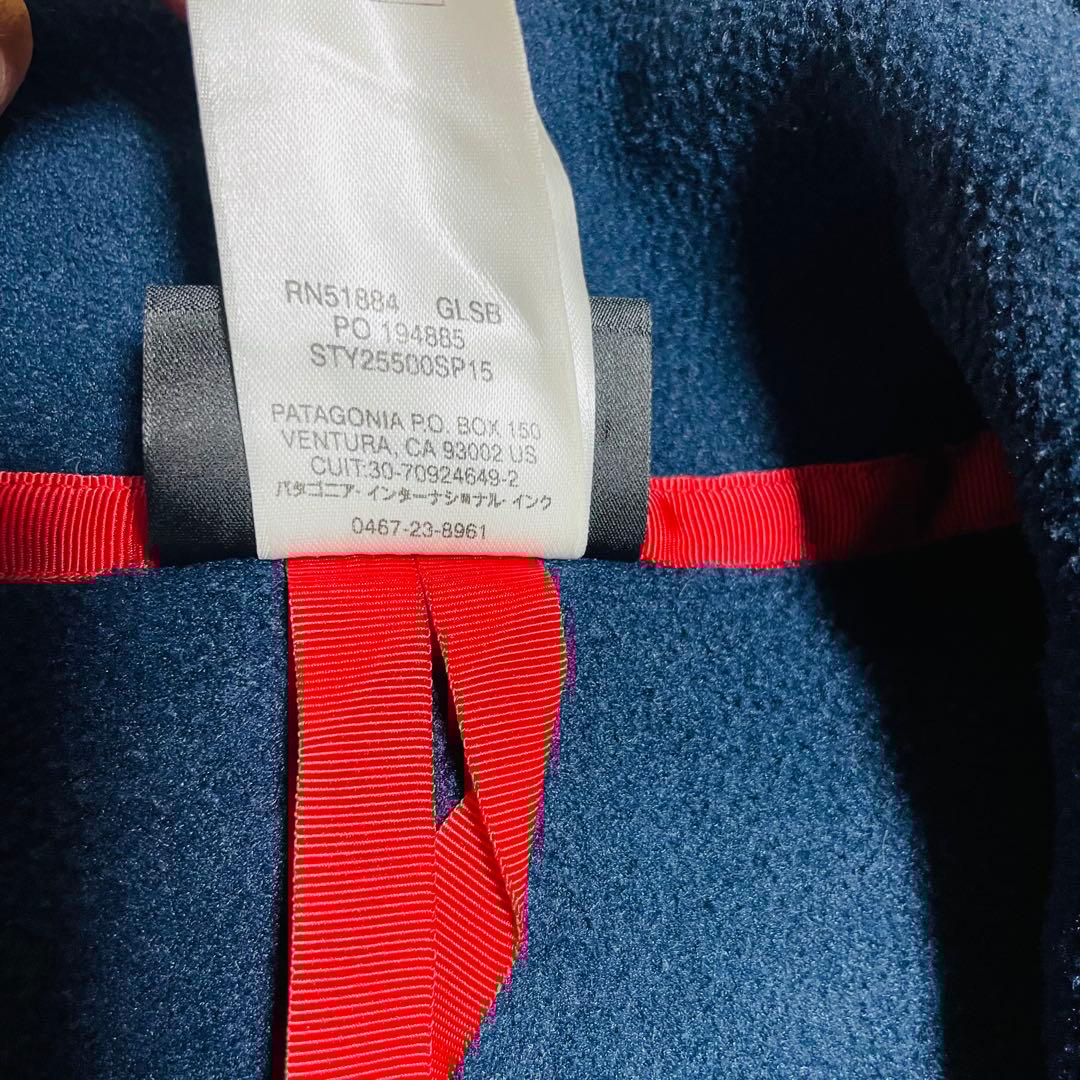 RN51884 GLSB
PO 194885
STY25500SP15
PATAGONIA P.O. BOX 150
VENTURA, CA 93002 US
CUIT:30-70924649-2
パタゴニア･インターナショナル･インク
0467-23-8961